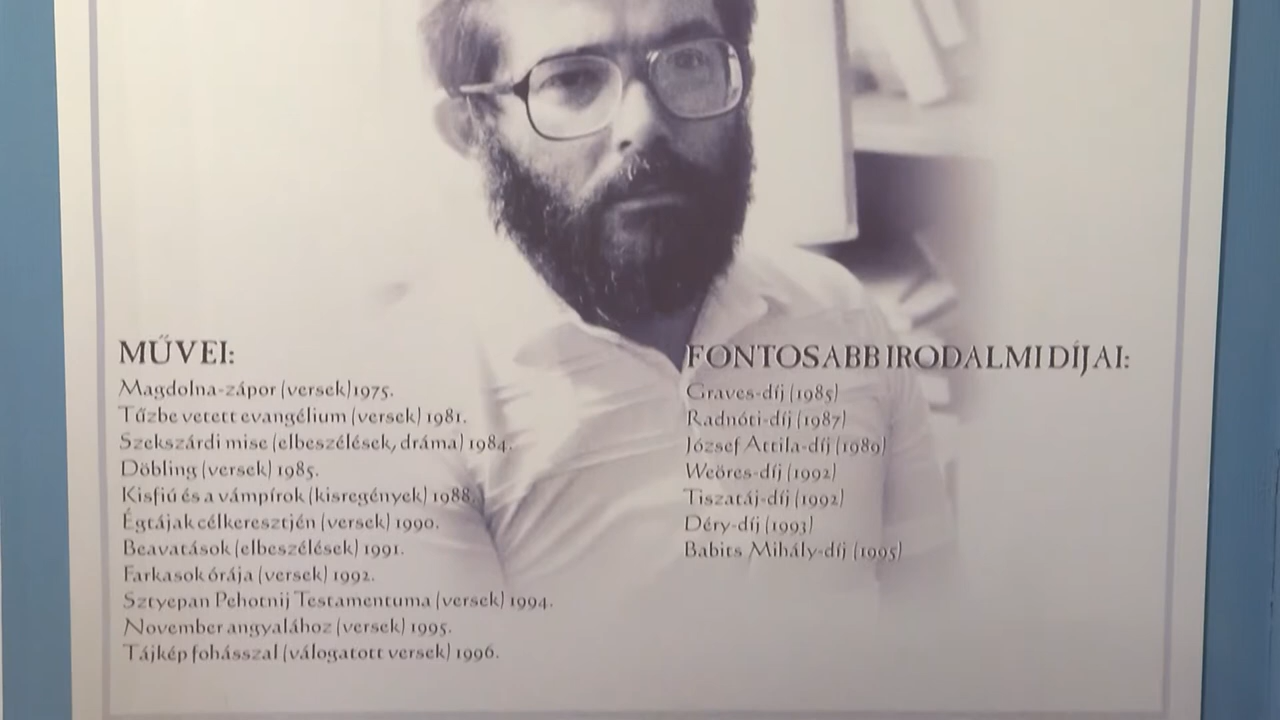 MŰVEI:
Magdolna-zápor (versek)1975.
Tűzbe vetett evangélium (versek) 1981.
Szekszárdi mise (elbeszélések, dráma) 1984.
Döbling (versek) 1985.
Kisfiú és a vámpírok (kisregények) 1988.
Égtájak célkeresztjén (versek) 1990.
Beavatások (elbeszélések) 1991.
Farkasok órája (versek) 1992.
Sztyepan Pehotnij Testamentuma (versek) 1994.
November angyalához (versek) 1995.
Tájkép fohásszal (válogatott versek) 1996.
FONTOSABB IRODALMI DÍJAI:
Graves-díj (1985)
Radnóti-díj (1987)
József Attila-díj (1989)
Weöres-díj (1992)
Tiszatáj-díj (1992)
Déry-díj (1993)
Babits Mihály-díj (1995)